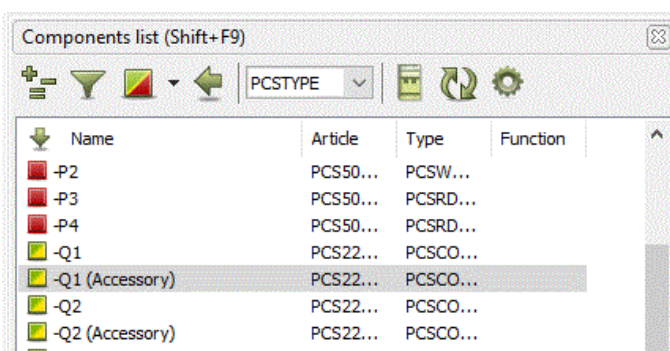 Components list (Shift+F9)
PCSTYPE
Name Article Type Function
-P2 PCS50... PCSW...
-P3 PCS50... PCSRD...
-P4 PCS50... PCSRD...
-Q1 PCS22... PCSCO...
-Q1 (Accessory) PCS22... PCSCO...
-Q2 PCS22... PCSCO...
-Q2 (Accessory) PCS22... PCSCO...